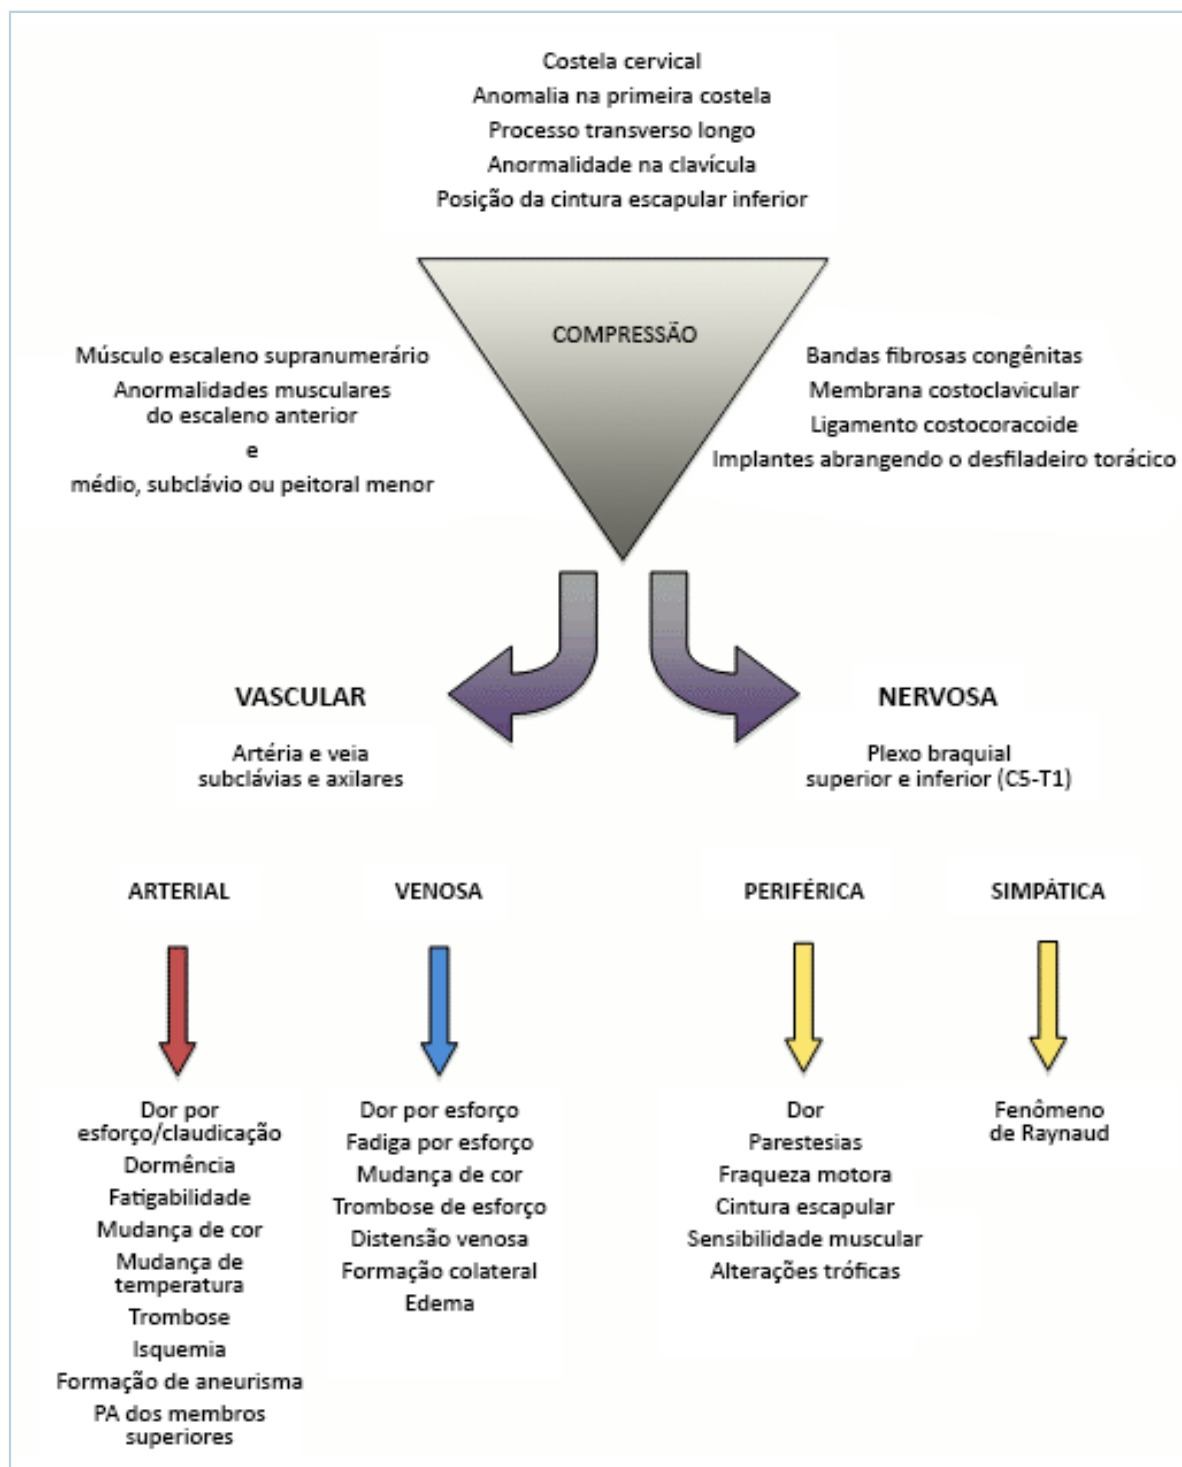 Costela cervical
Anomalia na primeira costela
Processo transverso longo
Anormalidade na clavícula
Posição da cintura escapular inferior
COMPRESSÃO
Músculo escaleno supranumerário
Anormalidades musculares
do escaleno anterior
e
médio, subclávio ou peitoral menor
Bandas fibrosas congênitas
Membrana costoclavicular
Ligamento costocoracoide
Implantes abrangendo o desfiladeiro torácico
VASCULAR
Artéria e veia
subclávias e axilares
NERVOSA
Plexo braquial
superior e inferior (C5-T1)
ARTERIAL
Dor por
esforço/claudicação
Dormência
Fatigabilidade
Mudança de cor
Mudança de
temperatura
Trombose
Isquemia
Formação de aneurisma
PA dos membros
superiores
VENOSA
Dor por esforço
Fadiga por esforço
Mudança de cor
Trombose de esforço
Distensão venosa
Formação colateral
Edema
PERIFÉRICA
Dor
Parestesias
Fraqueza motora
Cintura escapular
Sensibilidade muscular
Alterações tróficas
SIMPÁTICA
Fenômeno
de Raynaud